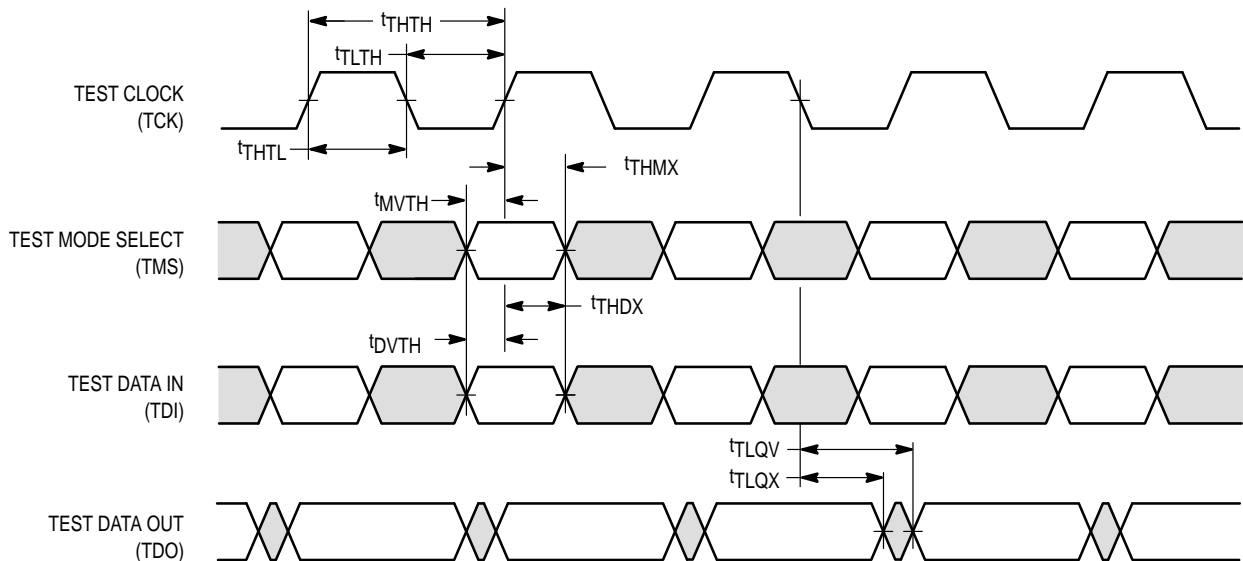 tTHTH
tTLTH
TEST CLOCK
(TCK)
tTHTL
tTHMX
tMVTH
TEST MODE SELECT
(TMS)
tTHDX
tDVTH
TEST DATA IN
(TDI)
tTLQV
tTLQX
TEST DATA OUT
(TDO)